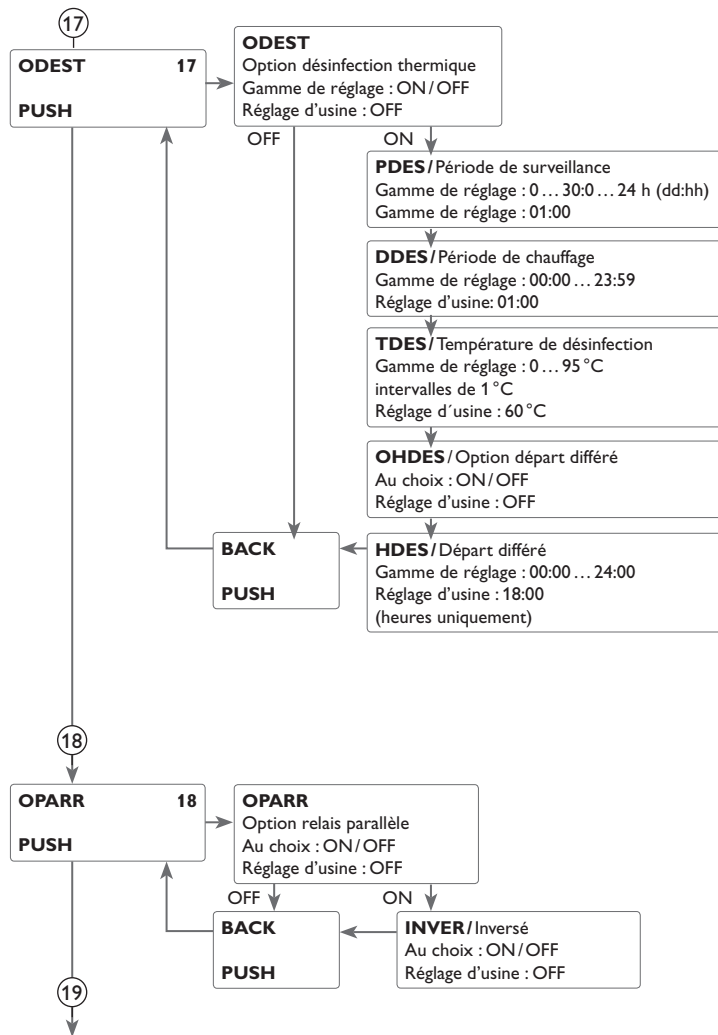 17
ODEST 17
PUSH
ODEST
Option désinfection thermique
Gamme de réglage : ON / OFF
Réglage d'usine : OFF
OFF
ON
PDES / Période de surveillance
Gamme de réglage : 0 … 30:0 … 24 h (dd:hh)
Gamme de réglage : 01:00
DDES / Période de chauffage
Gamme de réglage : 00:00 … 23:59
Réglage d'usine: 01:00
TDES / Température de désinfection
Gamme de réglage : 0 … 95 °C
intervalles de 1 °C
Réglage d´usine : 60 °C
OHDES / Option départ différé
Au choix : ON / OFF
Réglage d'usine : OFF
HDES / Départ différé
Gamme de réglage : 00:00 … 24:00
Réglage d'usine : 18:00
(heures uniquement)
BACK
PUSH
18
OPARR 18
PUSH
OPARR
Option relais parallèle
Au choix : ON / OFF
Réglage d'usine : OFF
OFF
ON
BACK
PUSH
INVER / Inversé
Au choix : ON / OFF
Réglage d'usine : OFF
19